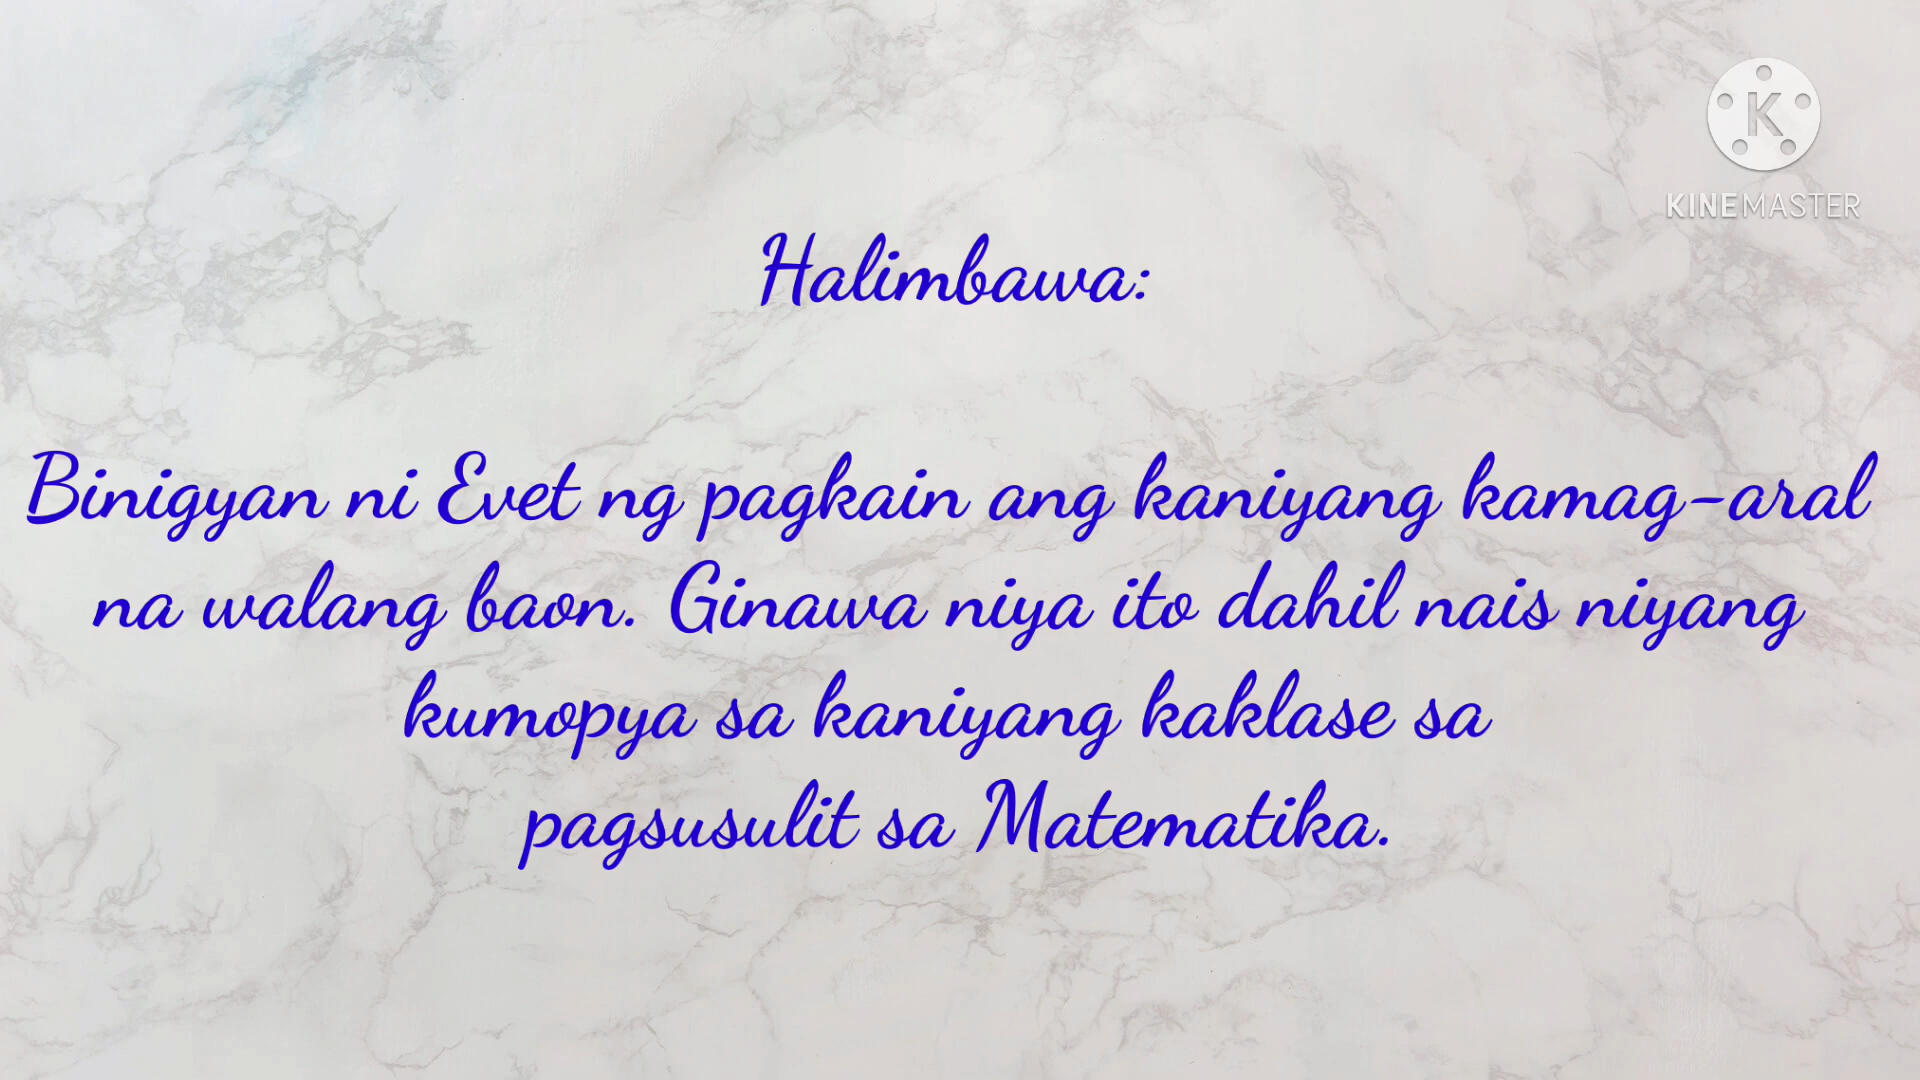 KINEMASTER
Halimbawa:
Binigyan ni Evet ng pagkain ang kaniyang kamag-aral
na walang baon. Ginawa niya ito dahil nais niyang
kumopya sa kaniyang kaklase sa
pagsusulit sa Matematika.